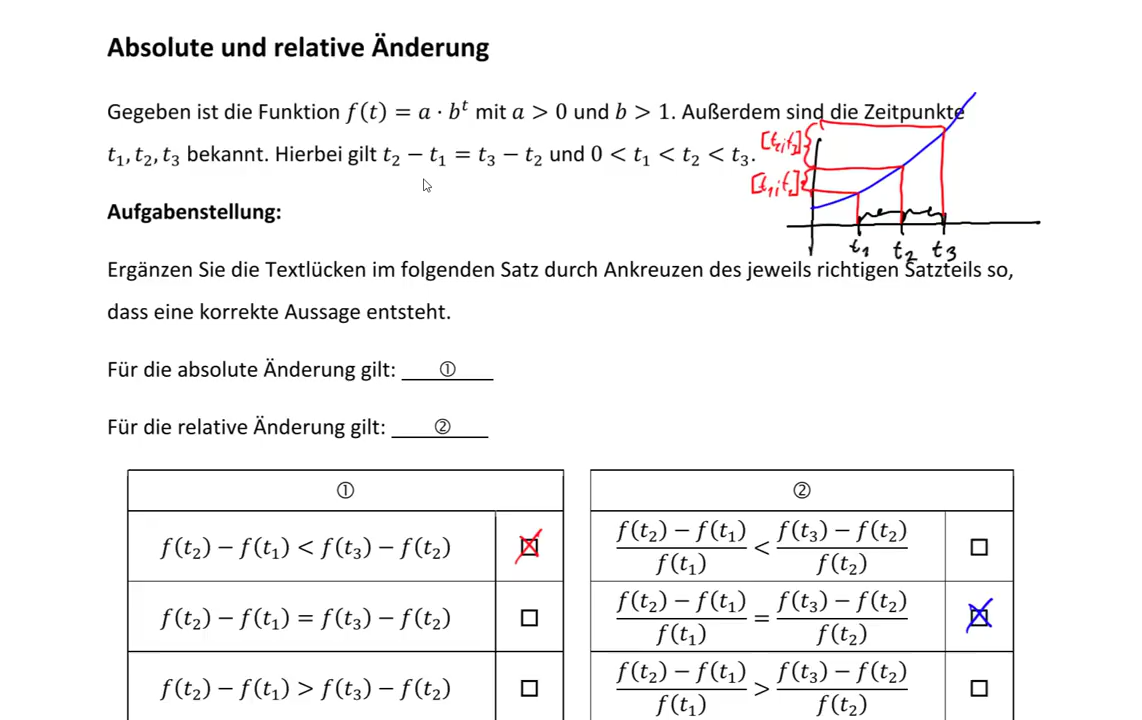 Absolute und relative Änderung
Gegeben ist die Funktion f(t) = a · b^t mit a > 0 und b > 1. Außerdem sind die Zeitpunkte
t₁, t₂, t₃ bekannt. Hierbei gilt t₂ − t₁ = t₃ − t₂ und 0 < t₁ < t₂ < t₃.
t₁ t₂ t₃
Aufgabenstellung:
Ergänzen Sie die Textlücken im folgenden Satz durch Ankreuzen des jeweils richtigen Satzteils so,
dass eine korrekte Aussage entsteht.
Für die absolute Änderung gilt: ①
Für die relative Änderung gilt: ②
①
f(t₂) − f(t₁) < f(t₃) − f(t₂) ☒
f(t₂) − f(t₁) = f(t₃) − f(t₂) ☐
f(t₂) − f(t₁) > f(t₃) − f(t₂) ☐
②
(f(t₂) − f(t₁))/f(t₁) < (f(t₃) − f(t₂))/f(t₂) ☐
(f(t₂) − f(t₁))/f(t₁) = (f(t₃) − f(t₂))/f(t₂) ☒
(f(t₂) − f(t₁))/f(t₁) > (f(t₃) − f(t₂))/f(t₂) ☐